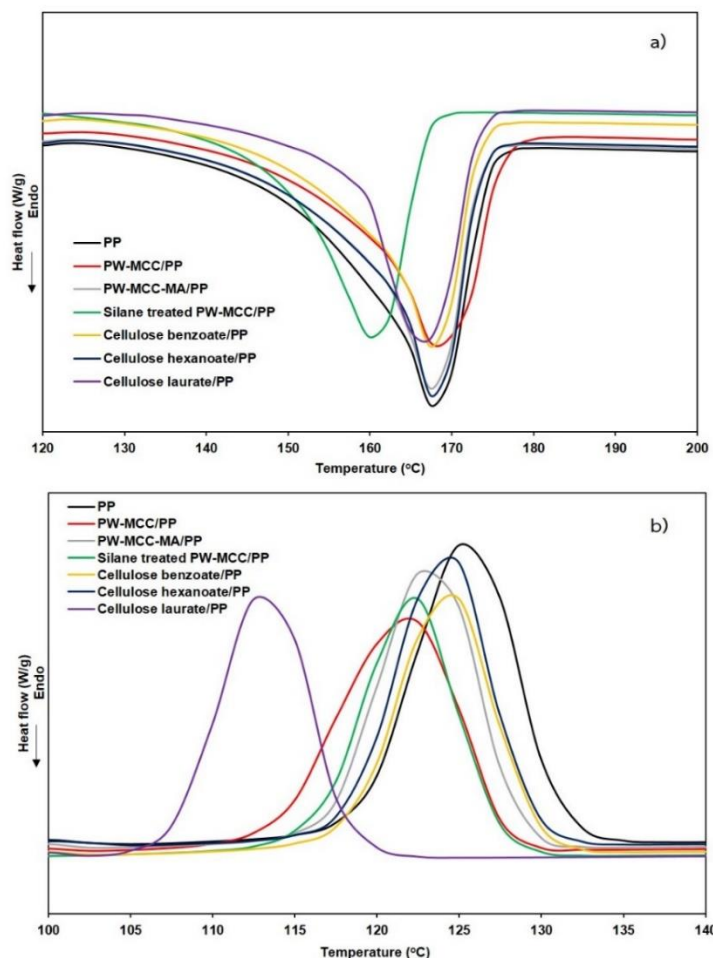 a)
Heat flow (W/g)
Endo
PP
PW-MCC/PP
PW-MCC-MA/PP
Silane treated PW-MCC/PP
Cellulose benzoate/PP
Cellulose hexanoate/PP
Cellulose laurate/PP
120 130 140 150 160 170 180 190 200
Temperature (°C)
b)
PP
PW-MCC/PP
PW-MCC-MA/PP
Silane treated PW-MCC/PP
Cellulose benzoate/PP
Cellulose hexanoate/PP
Cellulose laurate/PP
Heat flow (W/g)
Endo
100 105 110 115 120 125 130 135 140
Temperature (°C)